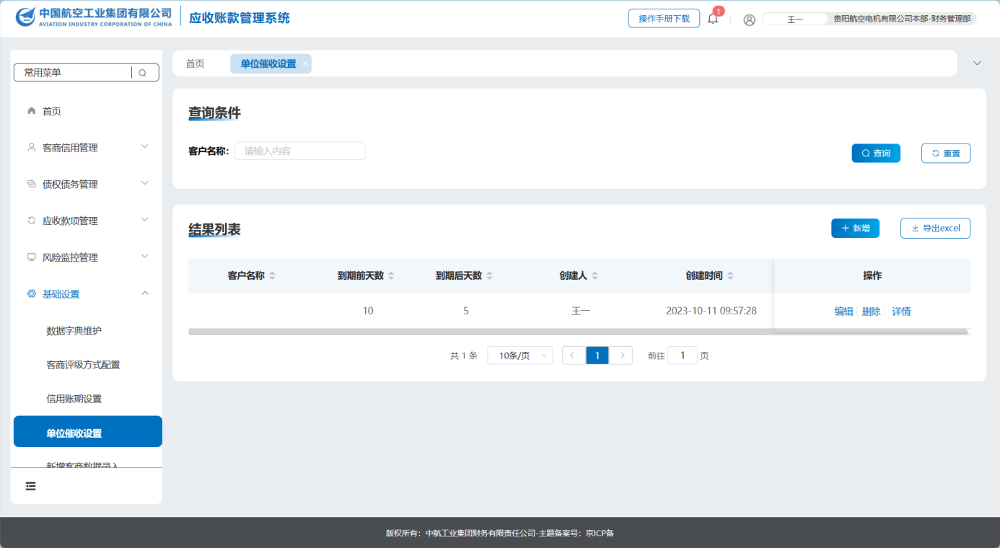 中国航空工业集团有限公司
AVIATION INDUSTRY CORPORATION OF CHINA
应收账款管理系统
操作手册下载
1
王一
贵阳航空电机有限公司本部-财务管理部
常用菜单
首页
客商信用管理
债权债务管理
应收款项管理
风险监控管理
基础设置
数据字典维护
客商评级方式配置
信用账期设置
单位催收设置
新增客商数据录入
首页
单位催收设置
查询条件
客户名称: 请输入内容
查询
重置
结果列表
新增
导出excel
客户名称 到期前天数 到期后天数 创建人 创建时间 操作
10 5 王一 2023-10-11 09:57:28 编辑 删除 详情
共 1 条 10条/页 1 前往 1 页
版权所有：中航工业集团财务有限责任公司-主题备案号：京ICP备